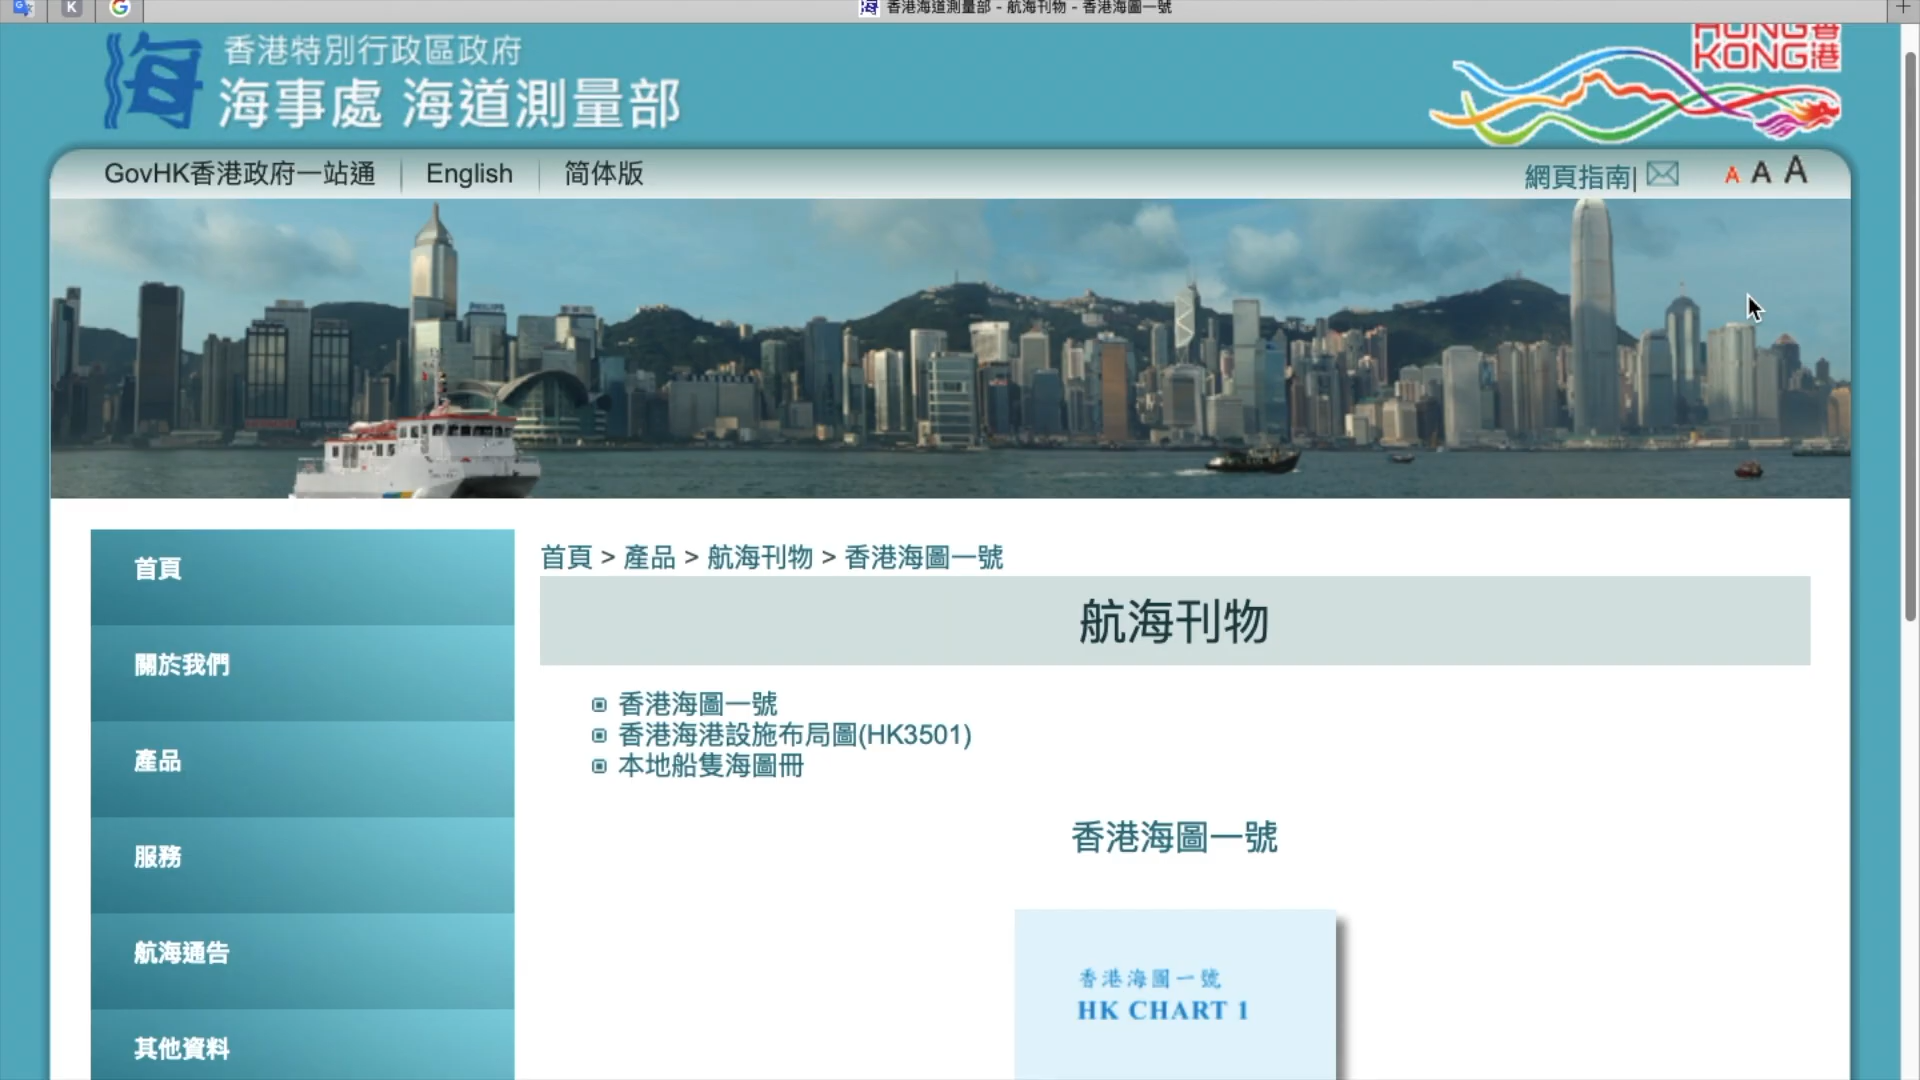 K
香港海道測量部 - 航海刊物 - 香港海圖一號
香港特別行政區政府
海事處 海道測量部
HONG KONG 香港
GovHK香港政府一站通 | English | 简体版
網頁指南|
A A A
首頁
關於我們
產品
服務
航海通告
其他資料
首頁 > 產品 > 航海刊物 > 香港海圖一號
航海刊物
香港海圖一號
香港海港設施布局圖(HK3501)
本地船隻海圖冊
香港海圖一號
香港海圖一號
HK CHART 1